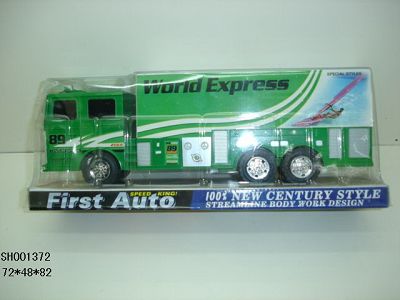 World Express
SPECIAL STYLES
89
89
First Auto
SPEED KING!
100% NEW CENTURY STYLE
STREAMLINE BODY WORK DESIGN
SH001372
72*48*82